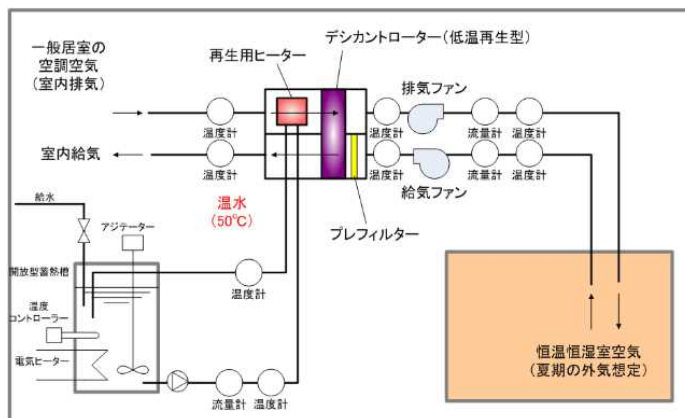 デシカントローター(低温再生型)
一般居室の
空調空気
(室内排気)
再生用ヒーター
排気ファン
温度計
温度計
流量計
温度計
室内給気
温度計
温度計
給気ファン
流量計
温度計
プレフィルター
給水
アジテーター
温水
(50℃)
開放型蓄熱槽
温度計
温度
コントローラー
電気ヒーター
流量計
温度計
恒温恒湿室空気
(夏期の外気想定)